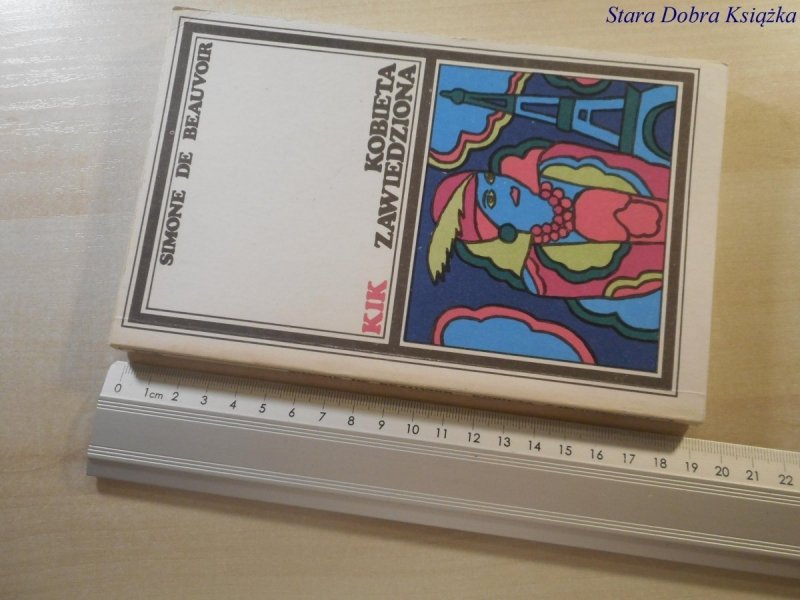 Stara Dobra Książka
SIMONE DE BEAUVOIR
KOBIETA
ZAWIEDZIONA
KIK
0 1cm 2 3 4 5 6 7 8 9 10 11 12 13 14 15 16 17 18 19 20 21 22